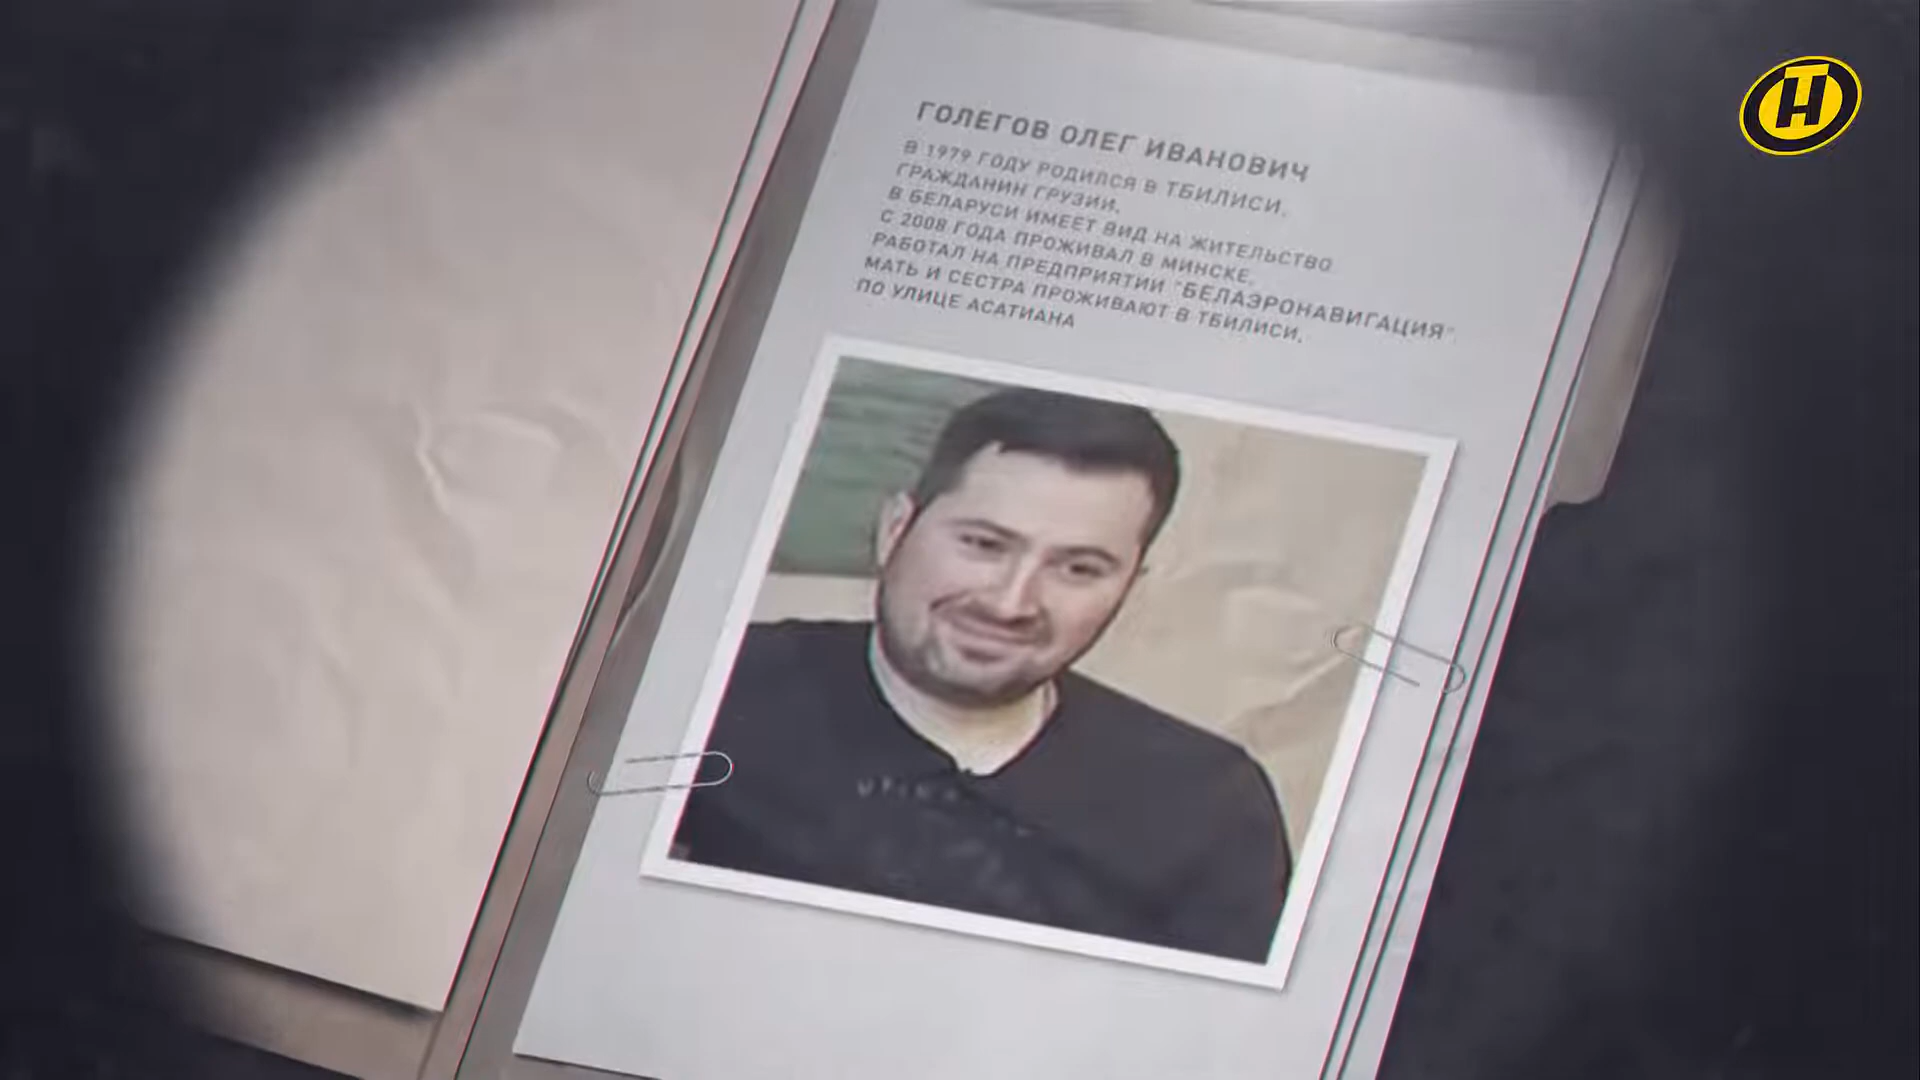 ГОЛЕГОВ ОЛЕГ ИВАНОВИЧ
В 1979 ГОДУ РОДИЛСЯ В ТБИЛИСИ,
ГРАЖДАНИН ГРУЗИИ,
В БЕЛАРУСИ ИМЕЕТ ВИД НА ЖИТЕЛЬСТВО
С 2008 ГОДА ПРОЖИВАЛ В МИНСКЕ,
РАБОТАЛ НА ПРЕДПРИЯТИИ "БЕЛАЭРОНАВИГАЦИЯ"
МАТЬ И СЕСТРА ПРОЖИВАЮТ В ТБИЛИСИ,
ПО УЛИЦЕ АСАТИАНА